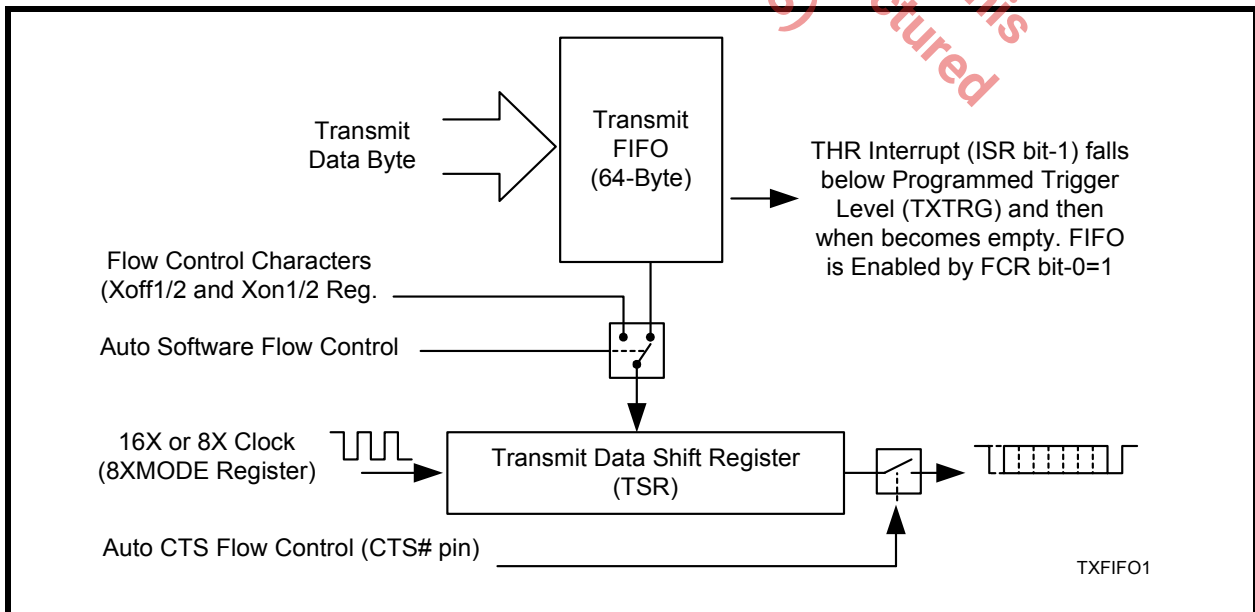 his
s)
ctured
Transmit
Data Byte
Transmit
FIFO
(64-Byte)
THR Interrupt (ISR bit-1) falls
below Programmed Trigger
Level (TXTRG) and then
when becomes empty. FIFO
is Enabled by FCR bit-0=1
Flow Control Characters
(Xoff1/2 and Xon1/2 Reg.
Auto Software Flow Control
16X or 8X Clock
(8XMODE Register)
Transmit Data Shift Register
(TSR)
Auto CTS Flow Control (CTS# pin)
TXFIFO1